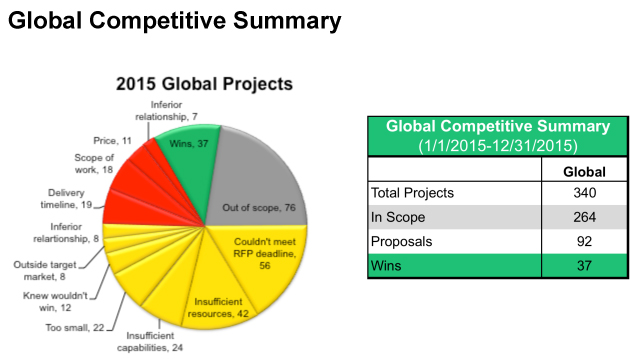 Global Competitive Summary
2015 Global Projects
Inferior
relationship, 7
Price, 11
Scope of
work, 18
Delivery
timeline, 19
Inferior
relartionship, 8
Outside target
market, 8
Knew wouldn't
win, 12
Too small, 22
Insufficient
capabilities, 24
Insufficient
resources, 42
Couldn't meet
RFP deadline,
56
Out of scope, 76
Wins, 37
Global Competitive Summary
(1/1/2015-12/31/2015)
Global
Total Projects 340
In Scope 264
Proposals 92
Wins 37